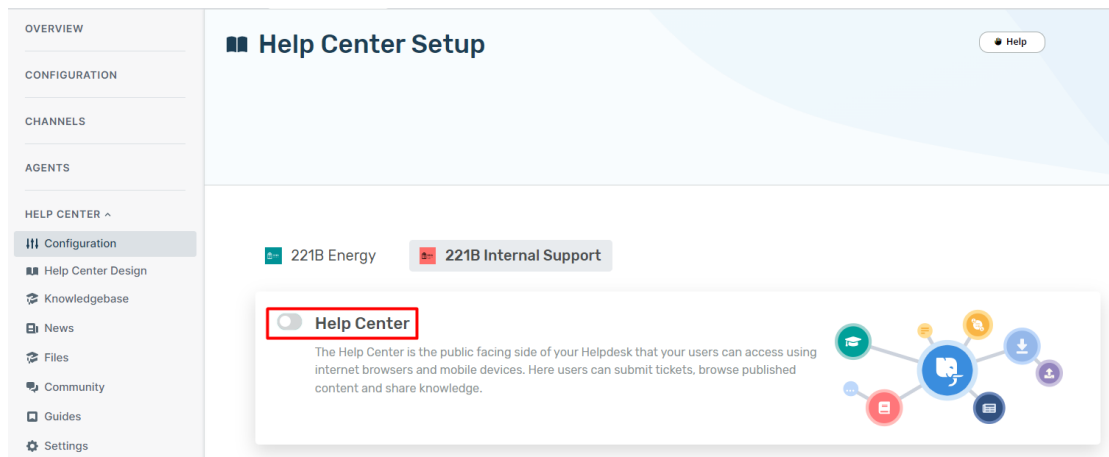 OVERVIEW
CONFIGURATION
CHANNELS
AGENTS
HELP CENTER
Configuration
Help Center Design
Knowledgebase
News
Files
Community
Guides
Settings
Help Center Setup
Help
221B Energy
221B Internal Support
Help Center
The Help Center is the public facing side of your Helpdesk that your users can access using
internet browsers and mobile devices. Here users can submit tickets, browse published
content and share knowledge.